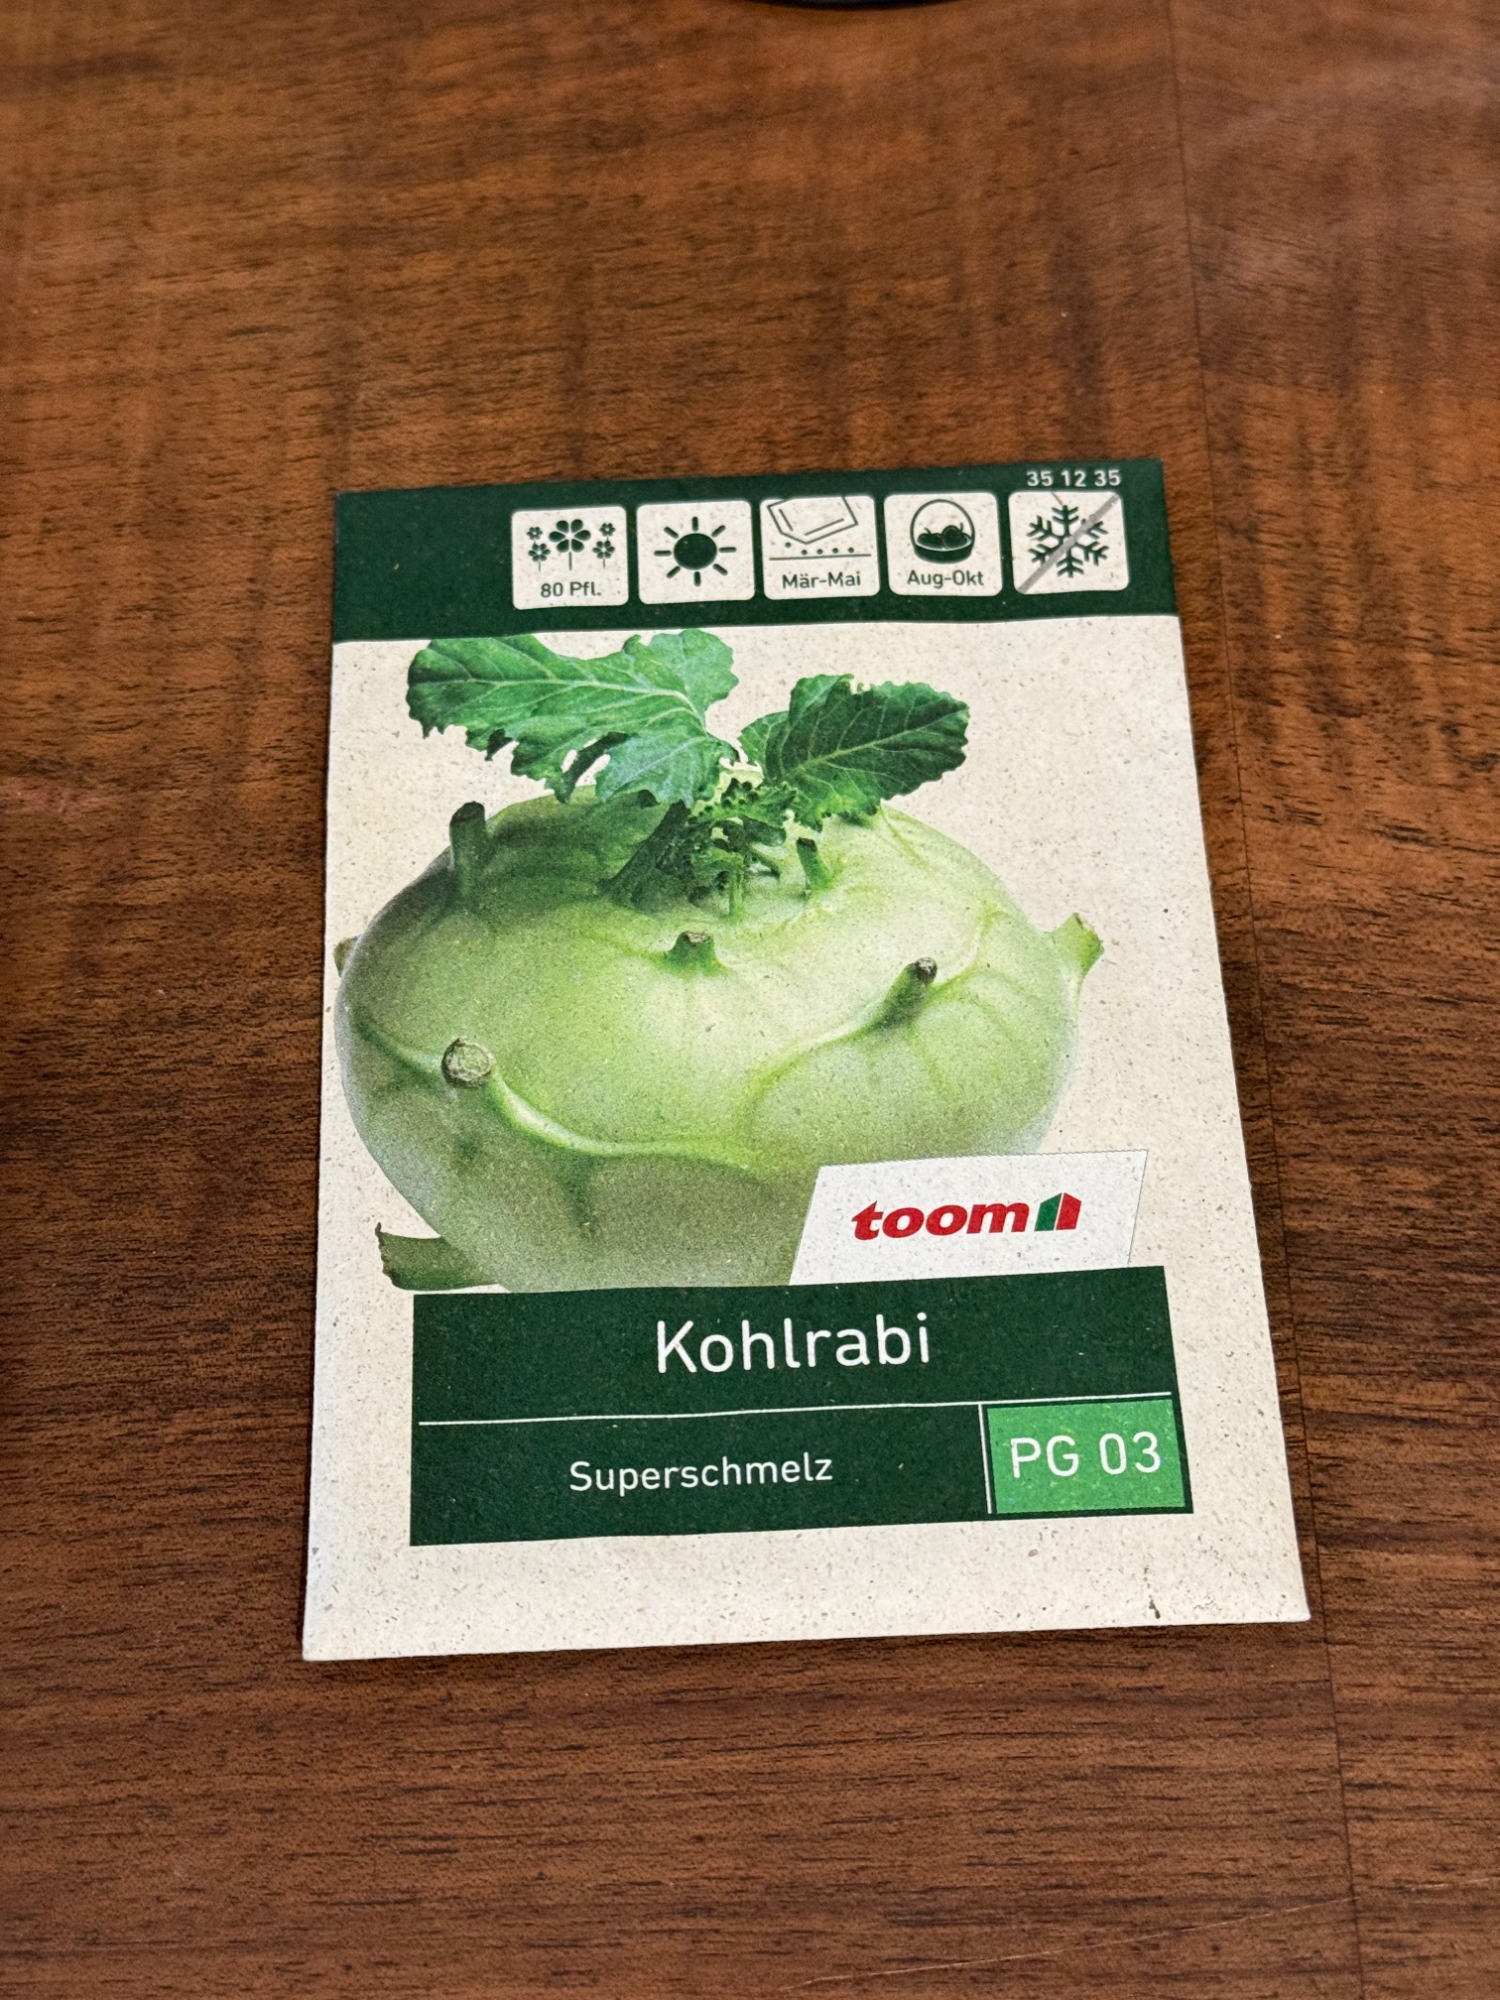 35 12 35
80 Pfl.
Mär-Mai
Aug-Okt
toom
Kohlrabi
Superschmelz
PG 03